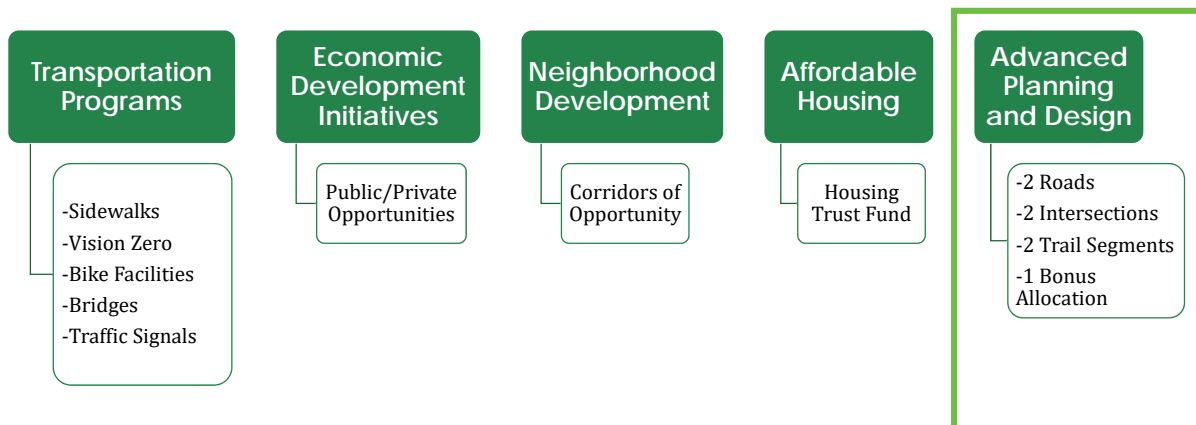 Transportation
Programs
-Sidewalks
-Vision Zero
-Bike Facilities
-Bridges
-Traffic Signals
Economic
Development
Initiatives
Public/Private
Opportunities
Neighborhood
Development
Corridors of
Opportunity
Affordable
Housing
Housing
Trust Fund
Advanced
Planning
and Design
-2 Roads
-2 Intersections
-2 Trail Segments
-1 Bonus
Allocation